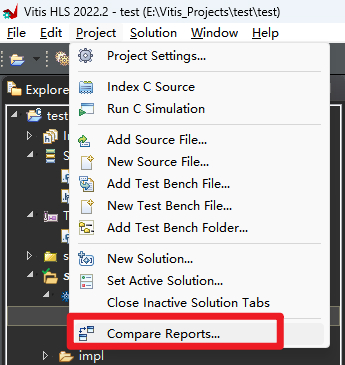 Vitis HLS 2022.2 - test (E:\Vitis_Projects\test\test)
File Edit Project Solution Window Help
Project Settings...
Explore
Index C Source
test
Run C Simulation
Add Source File...
New Source File...
Add Test Bench File...
New Test Bench File...
Add Test Bench Folder...
New Solution...
Set Active Solution...
Close Inactive Solution Tabs
Compare Reports...
impl